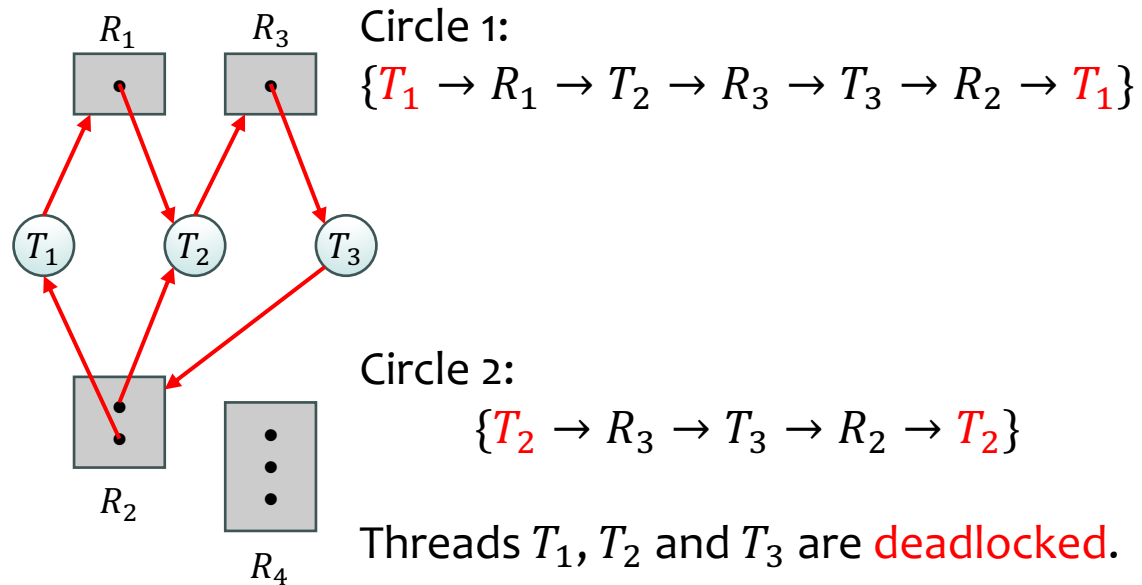 R₁ R₃
Circle 1:
{T₁ → R₁ → T₂ → R₃ → T₃ → R₂ → T₁}
T₁ T₂ T₃
Circle 2:
{T₂ → R₃ → T₃ → R₂ → T₂}
R₂
R₄
Threads T₁, T₂ and T₃ are deadlocked.